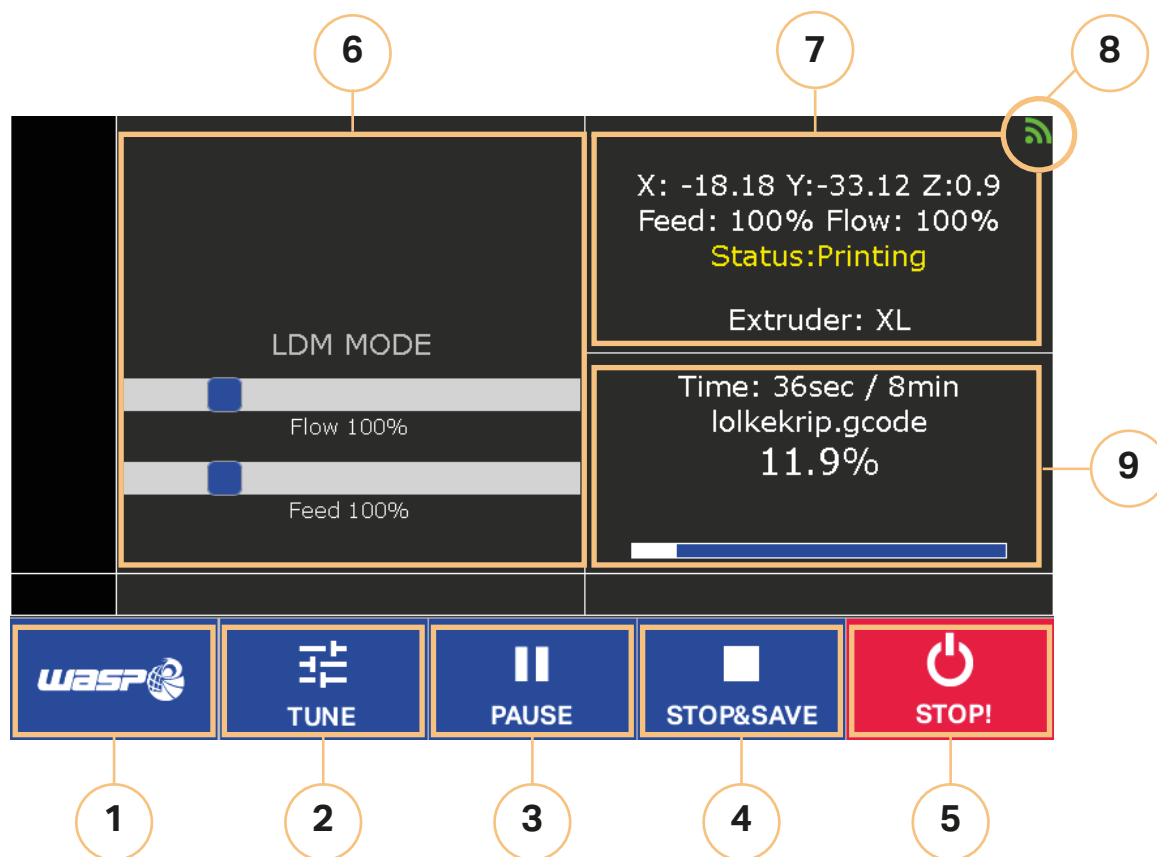 6
7
8
X: -18.18 Y:-33.12 Z:0.9
Feed: 100% Flow: 100%
Status:Printing
Extruder: XL
LDM MODE
Flow 100%
Feed 100%
Time: 36sec / 8min
lolkekrip.gcode
11.9%
9
wasp
TUNE
PAUSE
STOP&SAVE
STOP!
1
2
3
4
5